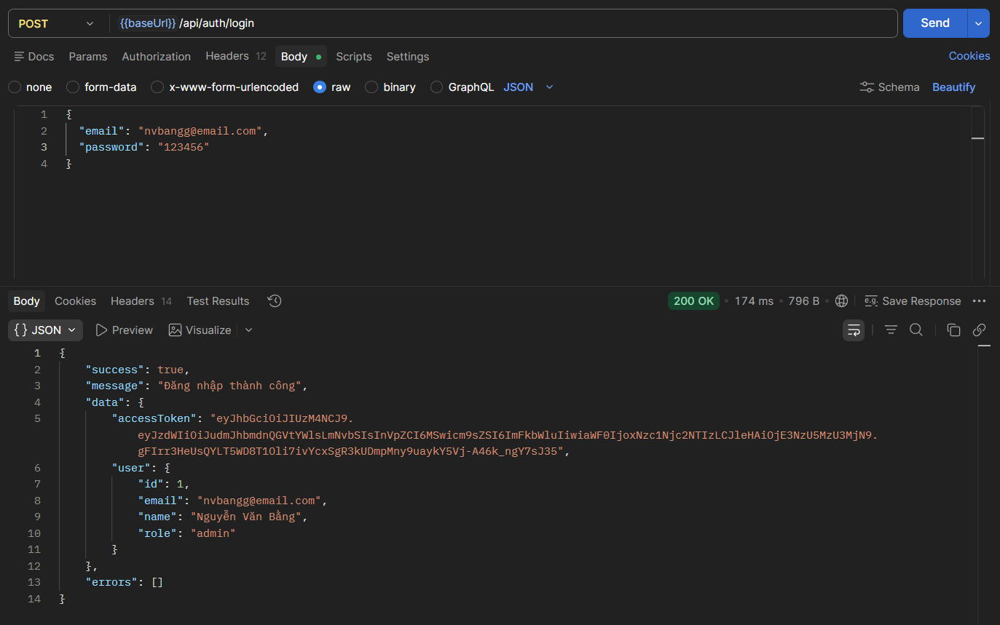 POST {{baseUrl}} /api/auth/login Send
Docs Params Authorization Headers 12 Body Scripts Settings Cookies
none form-data x-www-form-urlencoded raw binary GraphQL JSON Schema Beautify
1 {
2 "email": "nvbangg@email.com",
3 "password": "123456"
4 }
Body Cookies Headers 14 Test Results 200 OK • 174 ms • 796 B • e.g. Save Response
{} JSON Preview Visualize
1 {
2 "success": true,
3 "message": "Đăng nhập thành công",
4 "data": {
5 "accessToken": "eyJhbGciOiJIUzM4NCJ9.
eyJzdWIiOiJudmJhbmdnQGVtYWlsLmNvbSIsInVpZCI6MSwicm9sZSI6ImFkbWluIiwiaWF0IjoxNzc1Njc2NTIzLCJleHAiOjE3NzU5MzU3MjN9.
gFIrr3HeUsQYLT5WD8T1Oli7ivYcxSgR3kUDmpMny9uaykY5Vj-A46k_ngY7sJ35",
6 "user": {
7 "id": 1,
8 "email": "nvbangg@email.com",
9 "name": "Nguyễn Văn Bằng",
10 "role": "admin"
11 }
12 },
13 "errors": []
14 }